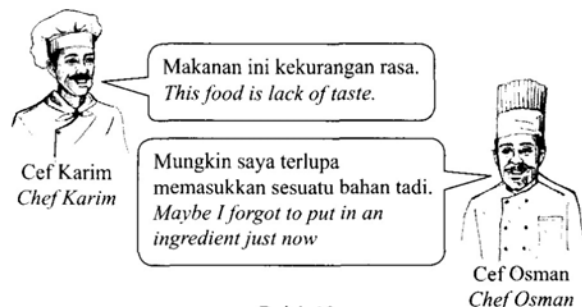 Makanan ini kekurangan rasa.
This food is lack of taste.
Cef Karim
Chef Karim
Mungkin saya terlupa
memasukkan sesuatu bahan tadi.
Maybe I forgot to put in an
ingredient just now
Cef Osman
Chef Osman